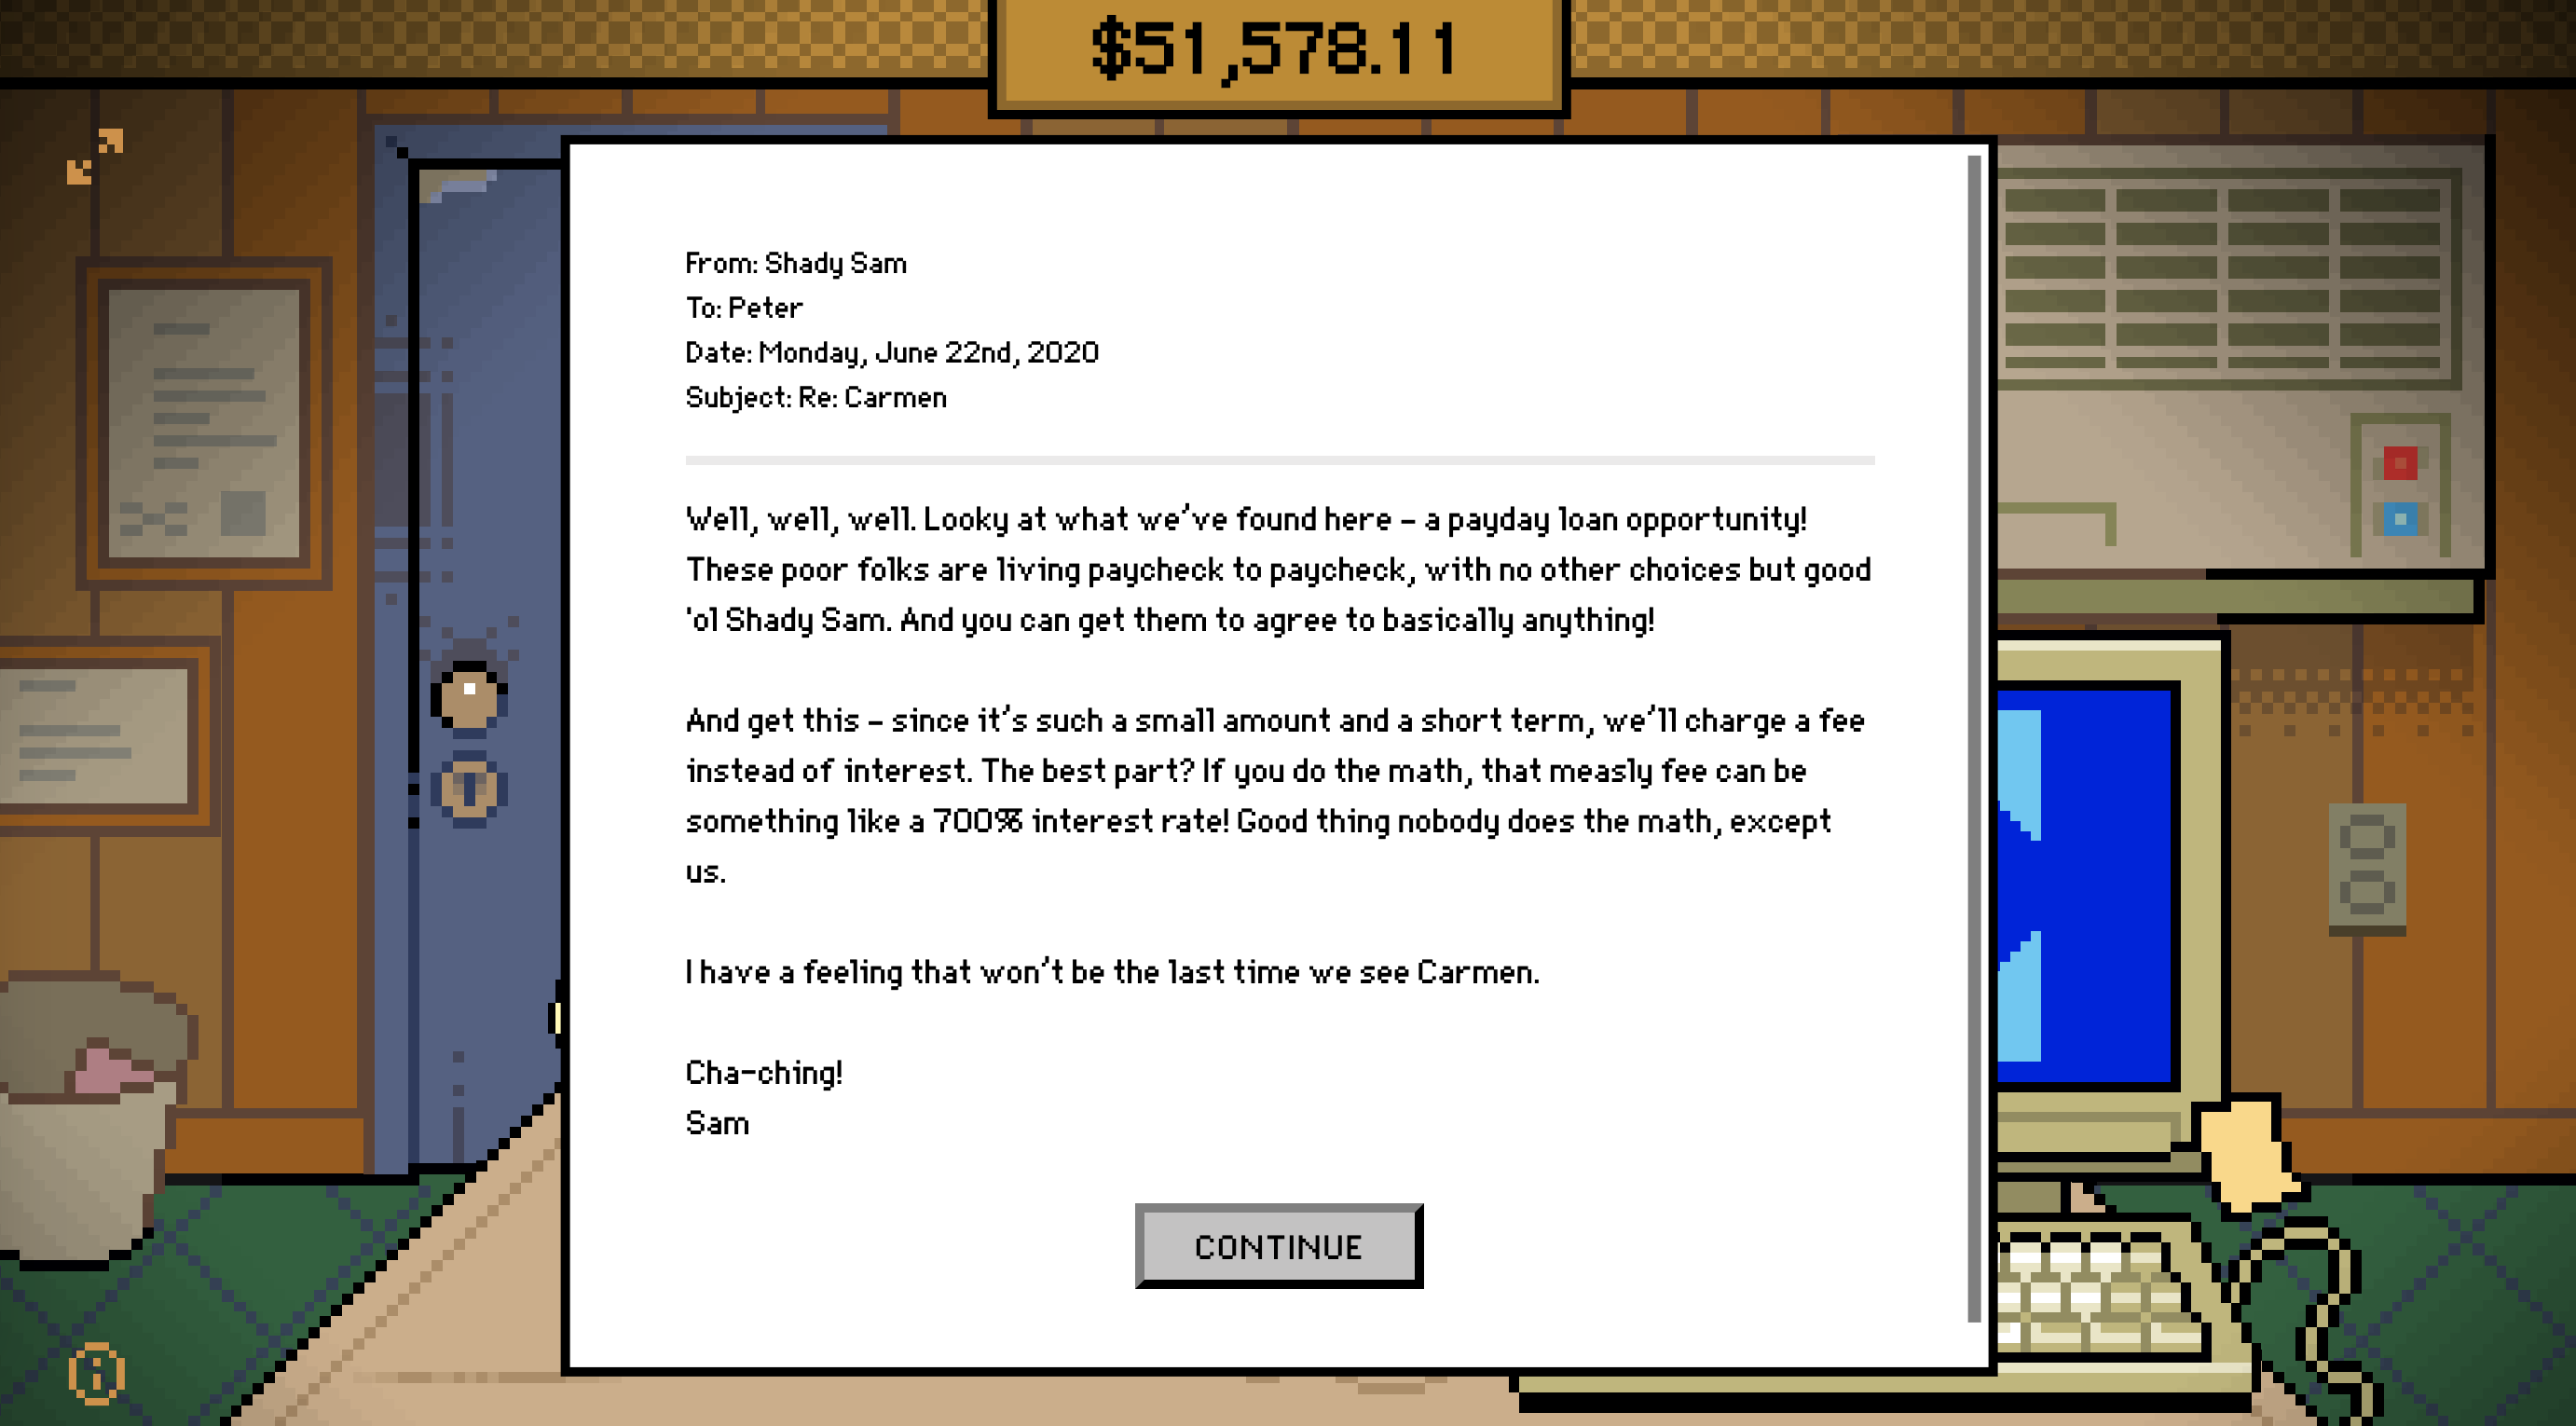 $51,578.11
From: Shady Sam
To: Peter
Date: Monday, June 22nd, 2020
Subject: Re: Carmen
Well, well, well. Looky at what we've found here – a payday loan opportunity!
These poor folks are living paycheck to paycheck, with no other choices but good
'ol Shady Sam. And you can get them to agree to basically anything!
And get this – since it's such a small amount and a short term, we'll charge a fee
instead of interest. The best part? If you do the math, that measly fee can be
something like a 700% interest rate! Good thing nobody does the math, except
us.
I have a feeling that won't be the last time we see Carmen.
Cha-ching!
Sam
CONTINUE